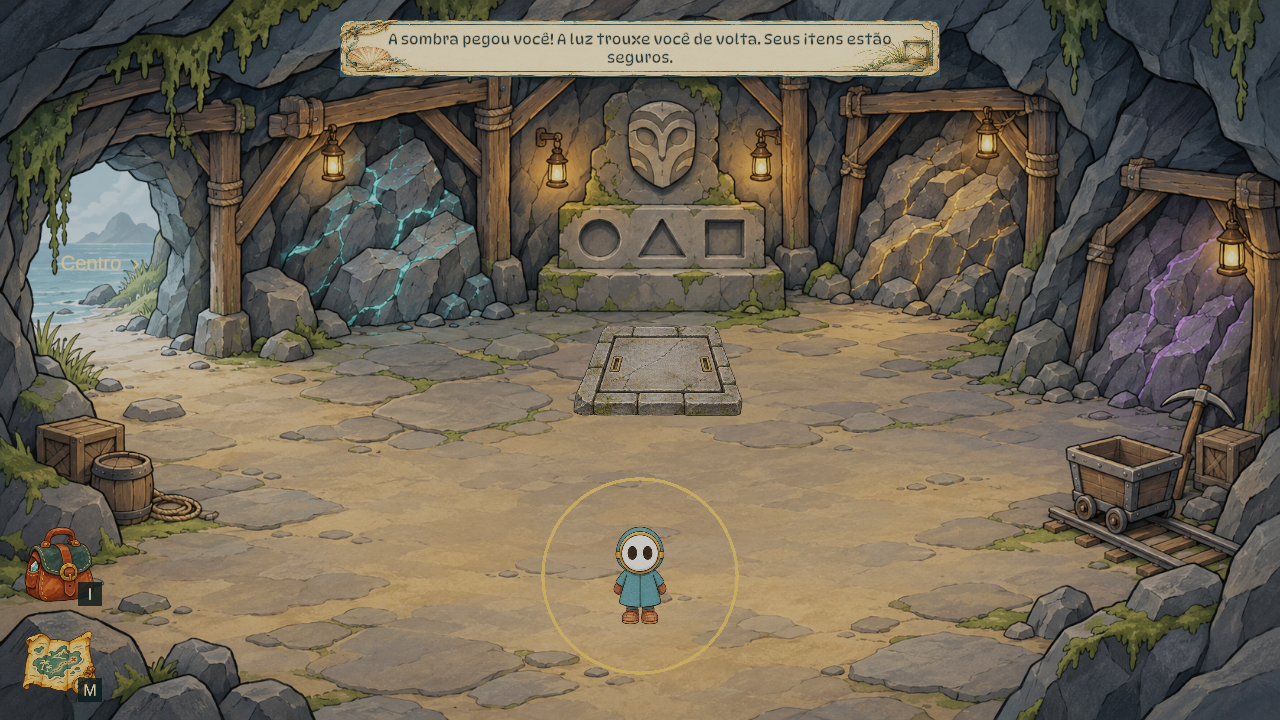 A sombra pegou você! A luz trouxe você de volta. Seus itens estão
seguros.
Centro
I
M